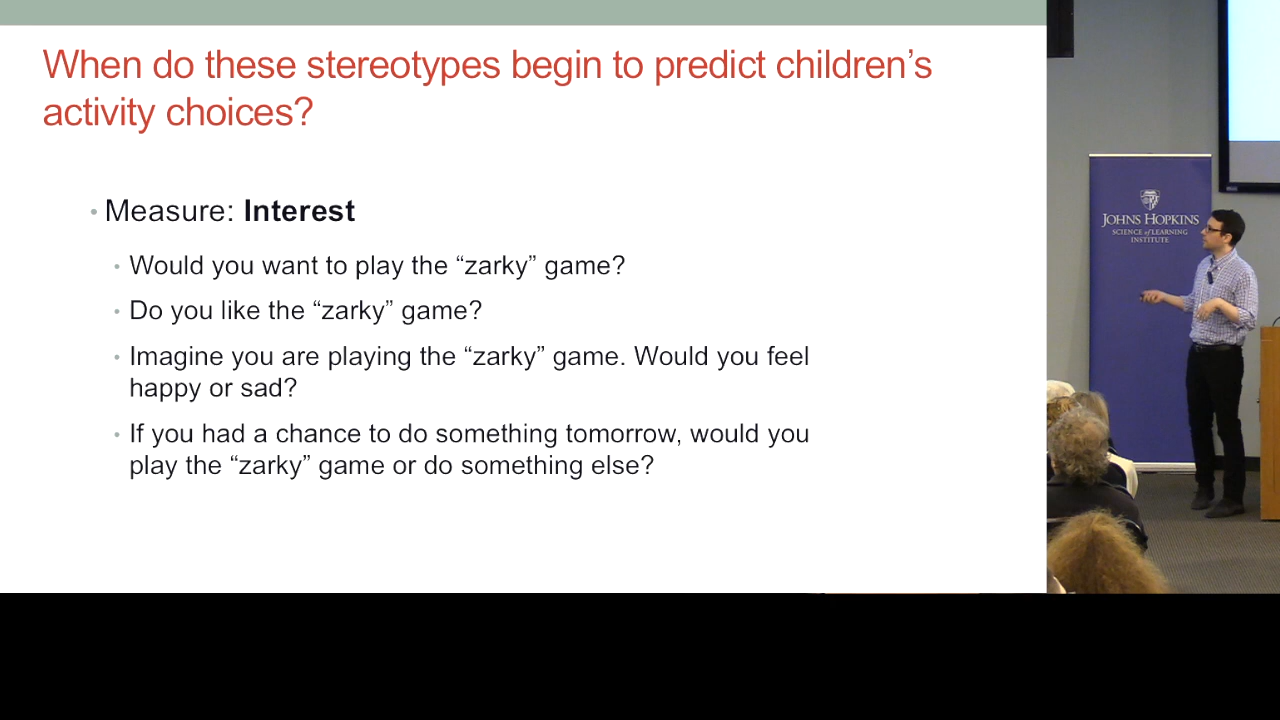 When do these stereotypes begin to predict children’s
activity choices?
• Measure: Interest
• Would you want to play the “zarky” game?
• Do you like the “zarky” game?
• Imagine you are playing the “zarky” game. Would you feel
happy or sad?
• If you had a chance to do something tomorrow, would you
play the “zarky” game or do something else?
JOHNS HOPKINS
SCIENCE of LEARNING
INSTITUTE